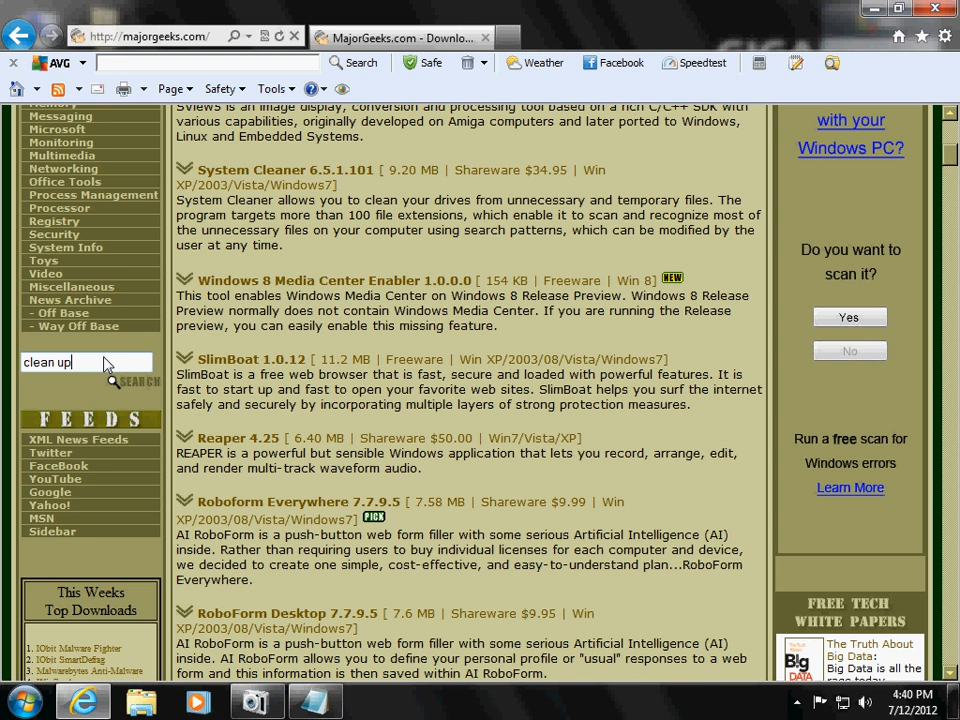 http://majorgeeks.com/
MajorGeeks.com - Downlo...
AVG
Search
Safe
Weather
Facebook
Speedtest
Page
Safety
Tools
Messaging
Microsoft
Monitoring
Multimedia
Networking
Office Tools
Process Management
Processor
Registry
Security
System Info
Toys
Video
Miscellaneous
News Archive
- Off Base
- Way Off Base
clean up
SEARCH
FEEDS
XML News Feeds
Twitter
FaceBook
YouTube
Google
Yahoo!
MSN
Sidebar
This Weeks
Top Downloads
1. IObit Malware Fighter
2. IObit SmartDefrag
3. Malwarebytes Anti-Malware
SView5 is an image display, conversion and processing tool based on a rich C/C++ SDK with
various capabilities, originally developed on Amiga computers and later ported to Windows,
Linux and Embedded Systems.
System Cleaner 6.5.1.101 [ 9.20 MB | Shareware $34.95 | Win
XP/2003/Vista/Windows7]
System Cleaner allows you to clean your drives from unnecessary and temporary files. The
program targets more than 100 file extensions, which enable it to scan and recognize most of
the unnecessary files on your computer using search patterns, which can be modified by the
user at any time.
Windows 8 Media Center Enabler 1.0.0.0 [ 154 KB | Freeware | Win 8] NEW
This tool enables Windows Media Center on Windows 8 Release Preview. Windows 8 Release
Preview normally does not contain Windows Media Center. If you are running the Release
preview, you can easily enable this missing feature.
SlimBoat 1.0.12 [ 11.2 MB | Freeware | Win XP/2003/08/Vista/Windows7]
SlimBoat is a free web browser that is fast, secure and loaded with powerful features. It is
fast to start up and fast to open your favorite web sites. SlimBoat helps you surf the internet
safely and securely by incorporating multiple layers of strong protection measures.
Reaper 4.25 [ 6.40 MB | Shareware $50.00 | Win7/Vista/XP]
REAPER is a powerful but sensible Windows application that lets you record, arrange, edit,
and render multi-track waveform audio.
Roboform Everywhere 7.7.9.5 [ 7.58 MB | Shareware $9.99 | Win
XP/2003/08/Vista/Windows7] PICK
AI RoboForm is a push-button web form filler with some serious Artificial Intelligence (AI)
inside. Rather than requiring users to buy individual licenses for each computer and device,
we decided to create one simple, cost-effective, and easy-to-understand plan...RoboForm
Everywhere.
RoboForm Desktop 7.7.9.5 [ 7.6 MB | Shareware $9.95 | Win
XP/2003/08/Vista/Windows7]
AI RoboForm is a push-button web form filler with some serious Artificial Intelligence (AI)
inside. AI RoboForm allows you to define your personal profile or "usual" responses to a web
form and this information is then saved within AI RoboForm.
with your
Windows PC?
Do you want to
scan it?
Yes
No
Run a free scan for
Windows errors
Learn More
FREE TECH
WHITE PAPERS
Big
DATA
The Truth About
Big Data:
Big Data is all the
4:40 PM
7/12/2012